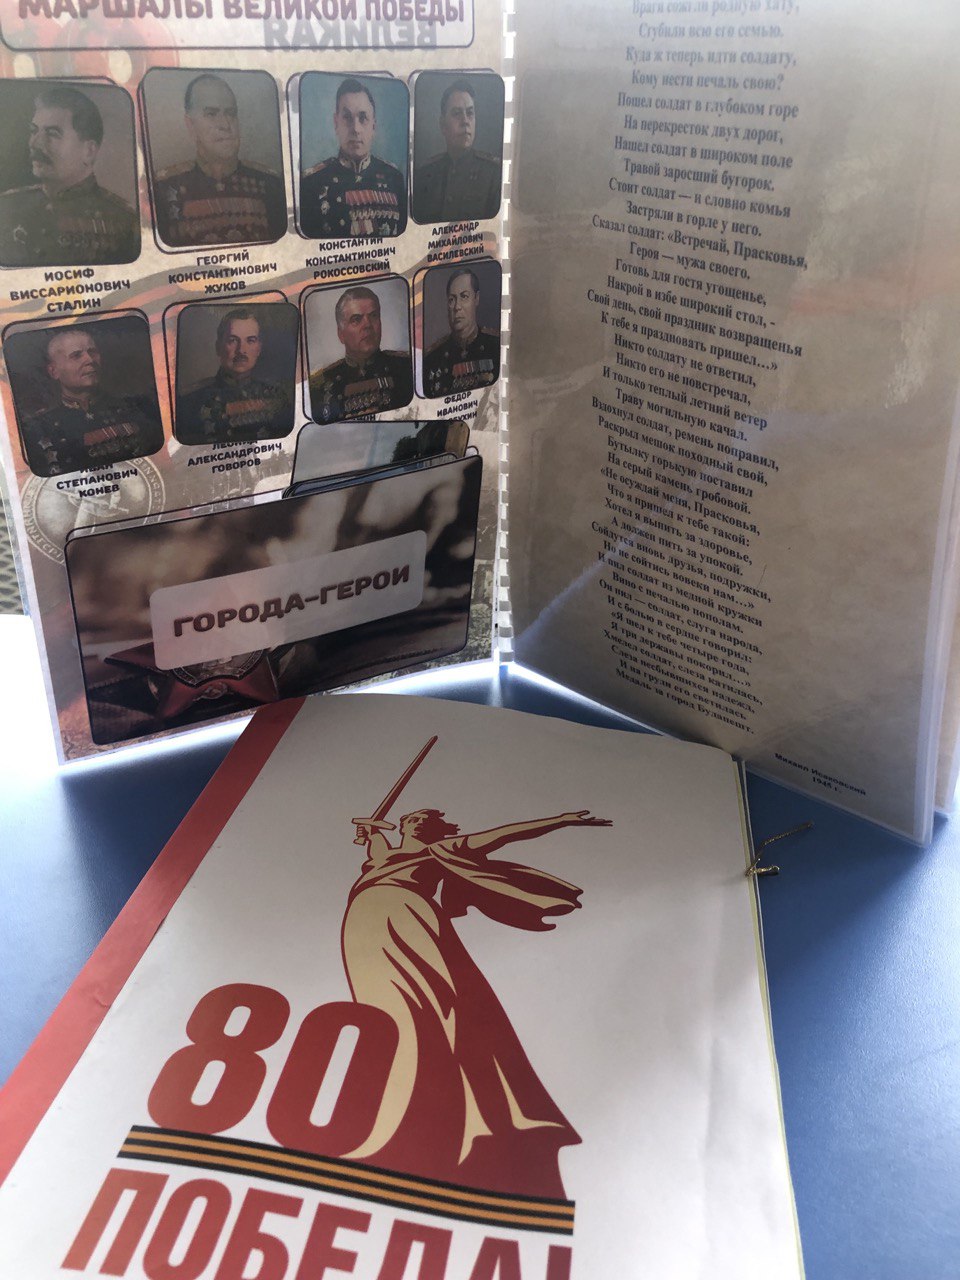 МАРШАЛЫ ВЕЛИКОЙ ПОБЕДЫ
ВЕЛИКАЯ
ИОСИФ
ВИССАРИОНОВИЧ
СТАЛИН
ГЕОРГИЙ
КОНСТАНТИНОВИЧ
ЖУКОВ
КОНСТАНТИН
КОНСТАНТИНОВИЧ
РОКОССОВСКИЙ
АЛЕКСАНДР
МИХАЙЛОВИЧ
ВАСИЛЕВСКИЙ
ИВАН
СТЕПАНОВИЧ
КОНЕВ
ЛЕОНИД
АЛЕКСАНДРОВИЧ
ГОВОРОВ
ФЕДОР
ИВАНОВИЧ
ГОРОДА-ГЕРОИ
Враги сожгли родную хату,
Сгубили всю его семью.
Куда ж теперь идти солдату,
Кому нести печаль свою?
Пошел солдат в глубоком горе
На перекресток двух дорог,
Нашел солдат в широком поле
Травой заросший бугорок.
Стоит солдат — и словно комья
Застряли в горле у него.
Сказал солдат: «Встречай, Прасковья,
Героя — мужа своего.
Готовь для гостя угощенье,
Накрой в избе широкий стол, -
Свой день, свой праздник возвращенья
К тебе я праздновать пришел...»
Никто солдату не ответил,
Никто его не повстречал,
И только теплый летний ветер
Траву могильную качал.
Вздохнул солдат, ремень поправил,
Раскрыл мешок походный свой,
Бутылку горькую поставил
На серый камень гробовой.
«Не осуждай меня, Прасковья,
Что я пришел к тебе такой:
Хотел я выпить за здоровье,
А должен пить за упокой.
Сойдутся вновь друзья, подружки,
Но не сойтись вовеки нам...»
И пил солдат из медной кружки
Вино с печалью пополам.
Он пил — солдат, слуга народа,
И с болью в сердце говорил:
«Я шел к тебе четыре года,
Я три державы покорил...»
Хмелел солдат, слеза катилась,
Слеза несбывшихся надежд,
И на груди его светилась
Медаль за город Будапешт.
Михаил Исаковский
1945 г.
80
ПОБЕДА!